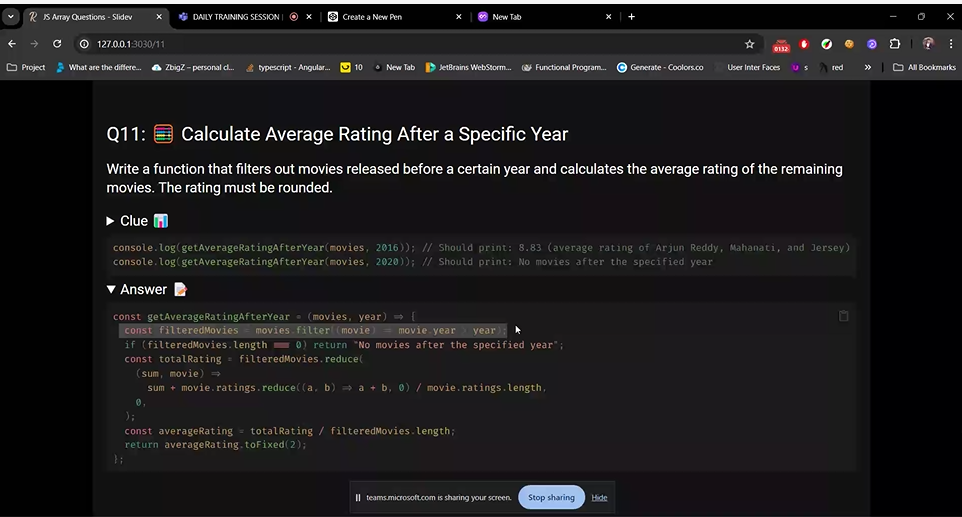 JS Array Questions - Slidev
DAILY TRAINING SESSION
Create a New Pen
New Tab
127.0.0.1:3030/11
0132
Project
What are the differe...
ZbigZ – personal cl...
typescript - Angular...
10
New Tab
JetBrains WebStorm...
Functional Program...
Generate - Coolors.co
User Inter Faces
s
red
All Bookmarks
Q11: 🧮 Calculate Average Rating After a Specific Year
Write a function that filters out movies released before a certain year and calculates the average rating of the remaining
movies. The rating must be rounded.
▶ Clue 📊
console.log(getAverageRatingAfterYear(movies, 2016)); // Should print: 8.83 (average rating of Arjun Reddy, Mahanati, and Jersey)
console.log(getAverageRatingAfterYear(movies, 2020)); // Should print: No movies after the specified year
▼ Answer 📝
const getAverageRatingAfterYear = (movies, year) => {
const filteredMovies = movies.filter((movie) => movie.year > year);
if (filteredMovies.length === 0) return "No movies after the specified year";
const totalRating = filteredMovies.reduce(
(sum, movie) =>
sum + movie.ratings.reduce((a, b) => a + b, 0) / movie.ratings.length,
0,
);
const averageRating = totalRating / filteredMovies.length;
return averageRating.toFixed(2);
};
teams.microsoft.com is sharing your screen.
Stop sharing
Hide